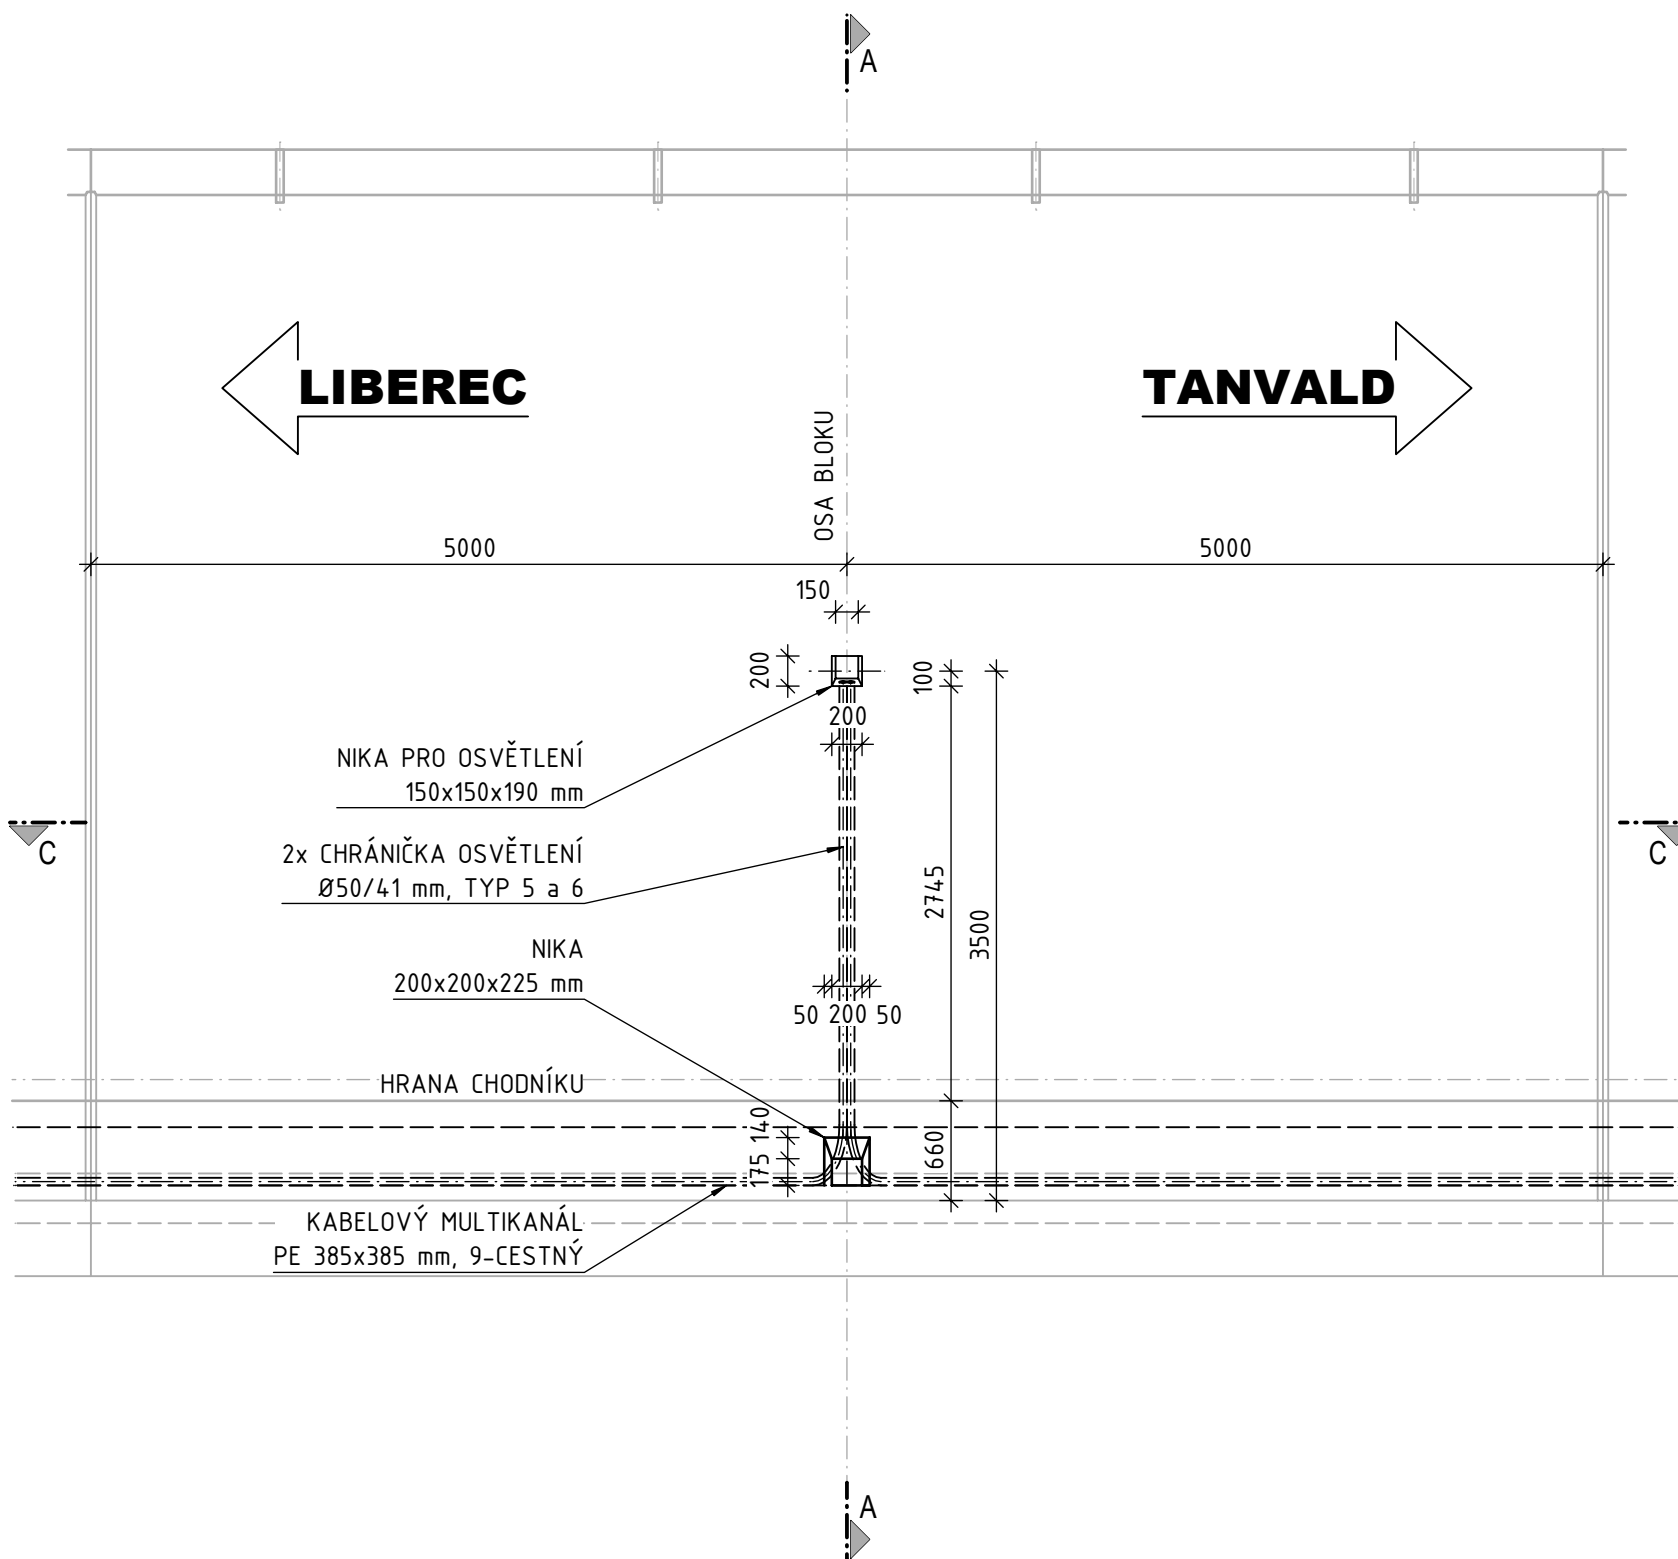 A
LIBEREC
TANVALD
OSA BLOKU
5000
5000
150
200
100
200
NIKA PRO OSVĚTLENÍ
150x150x190 mm
C
C
2x CHRÁNIČKA OSVĚTLENÍ
Ø50/41 mm, TYP 5 a 6
2745
3500
NIKA
200x200x225 mm
50 200 50
HRANA CHODNÍKU
140
660
175
KABELOVÝ MULTIKANÁL
PE 385x385 mm, 9-CESTNÝ
A